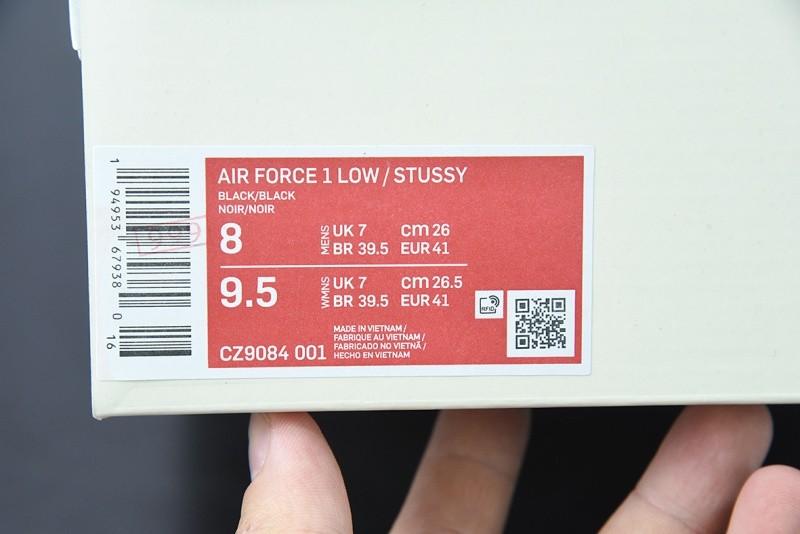 AIR FORCE 1 LOW / STUSSY
BLACK/BLACK
NOIR/NOIR
8 MENS UK 7 cm 26
BR 39.5 EUR 41
9.5 WMNS UK 7 cm 26.5
BR 39.5 EUR 41
MADE IN VIETNAM /
FABRIQUE AU VIETNAM /
FABRICADO NO VIETNÃ /
HECHO EN VIETNAM
CZ9084 001
RFID
1 94953 67938 0 16